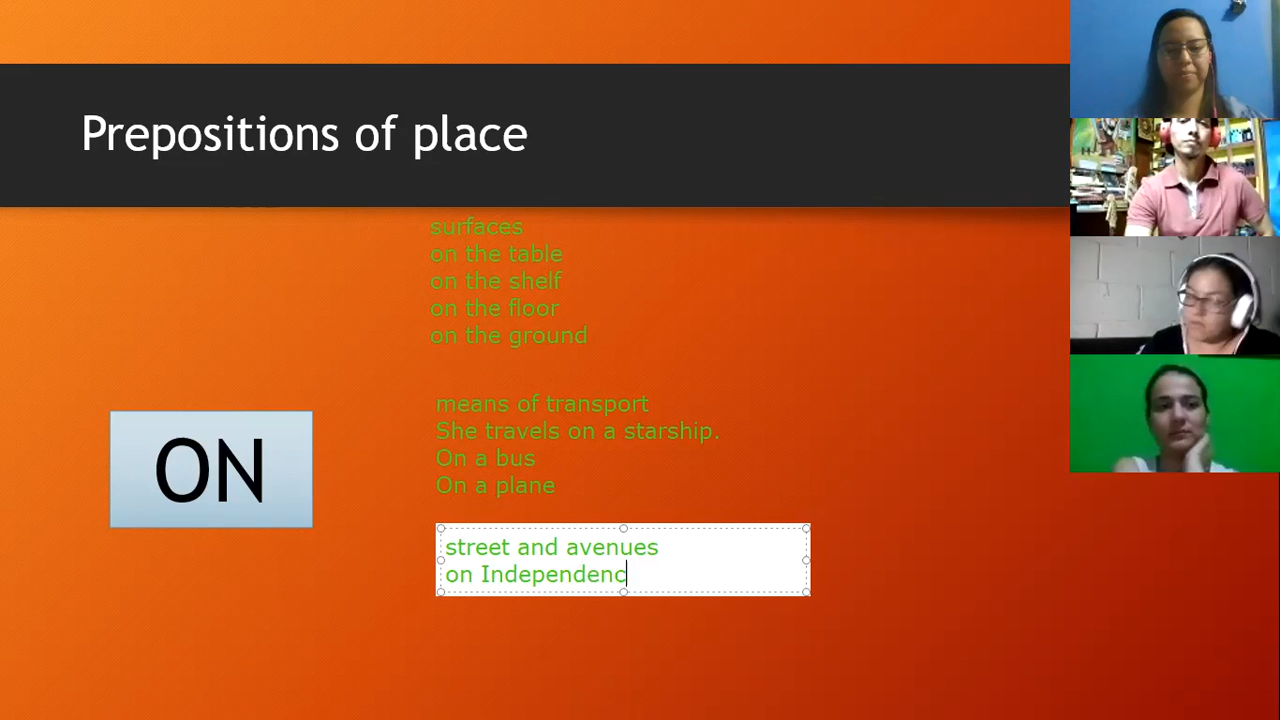 Prepositions of place
surfaces
on the table
on the shelf
on the floor
on the ground
means of transport
She travels on a starship.
On a bus
On a plane
ON
street and avenues
on Independenc